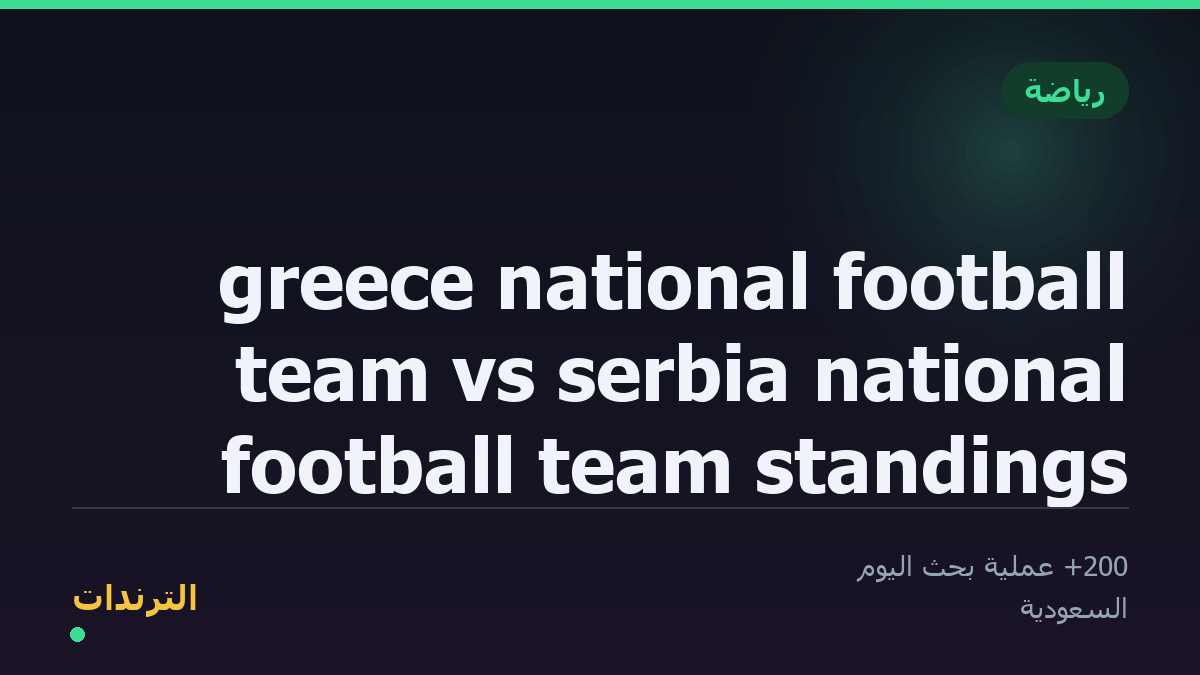 رياضة
greece national football
team vs serbia national
football team standings
200+ عملية بحث اليوم
السعودية
الترندات